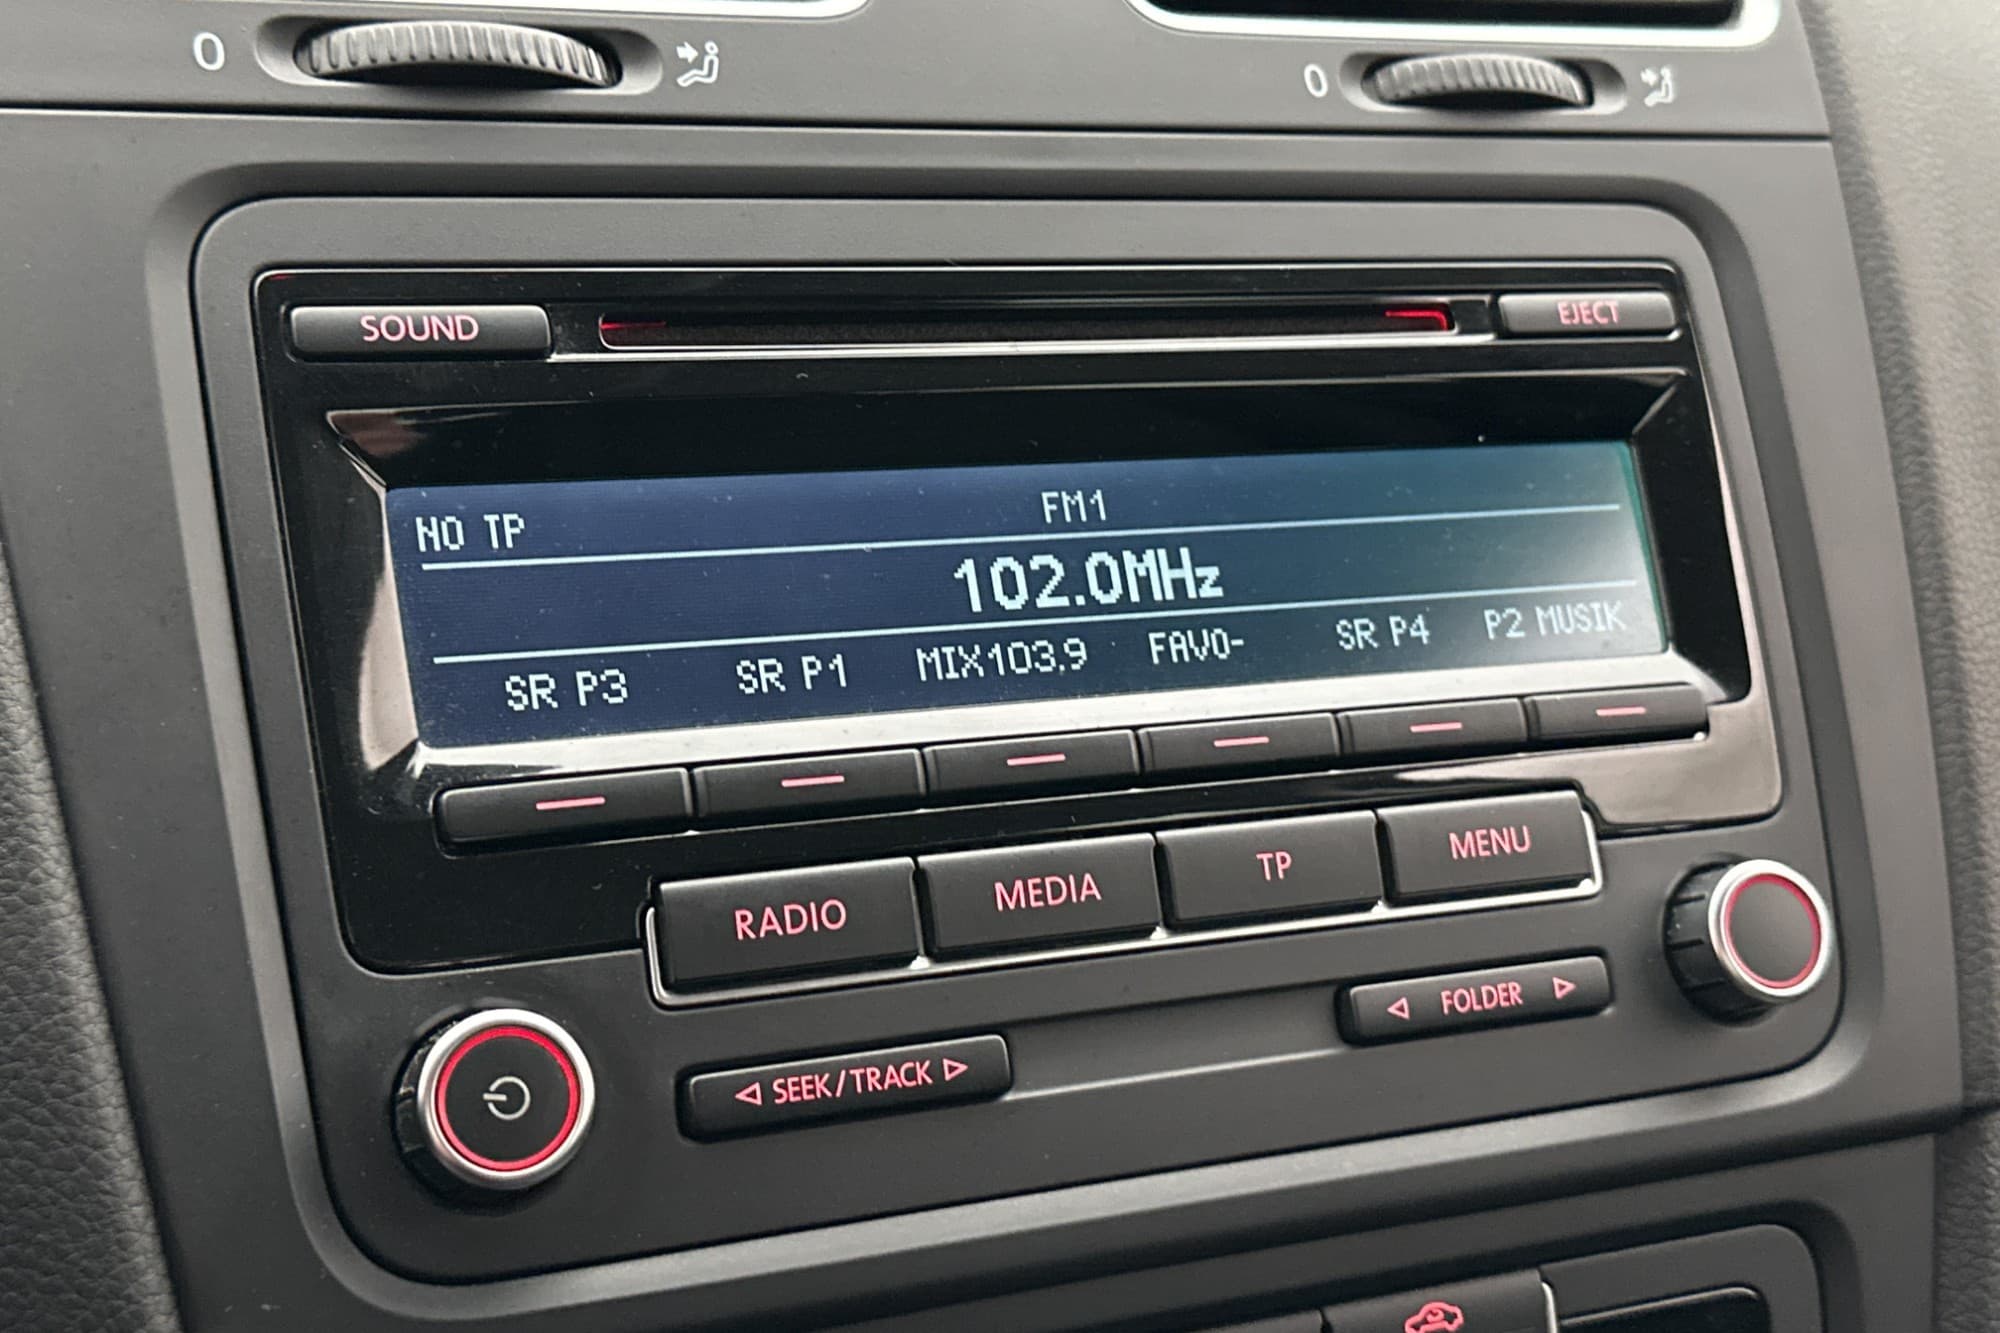 0 0
SOUND EJECT
NO TP FM1
102.0MHz
SR P3 SR P1 MIX103.9 FAVO- SR P4 P2 MUSIK
RADIO MEDIA TP MENU
SEEK/TRACK FOLDER